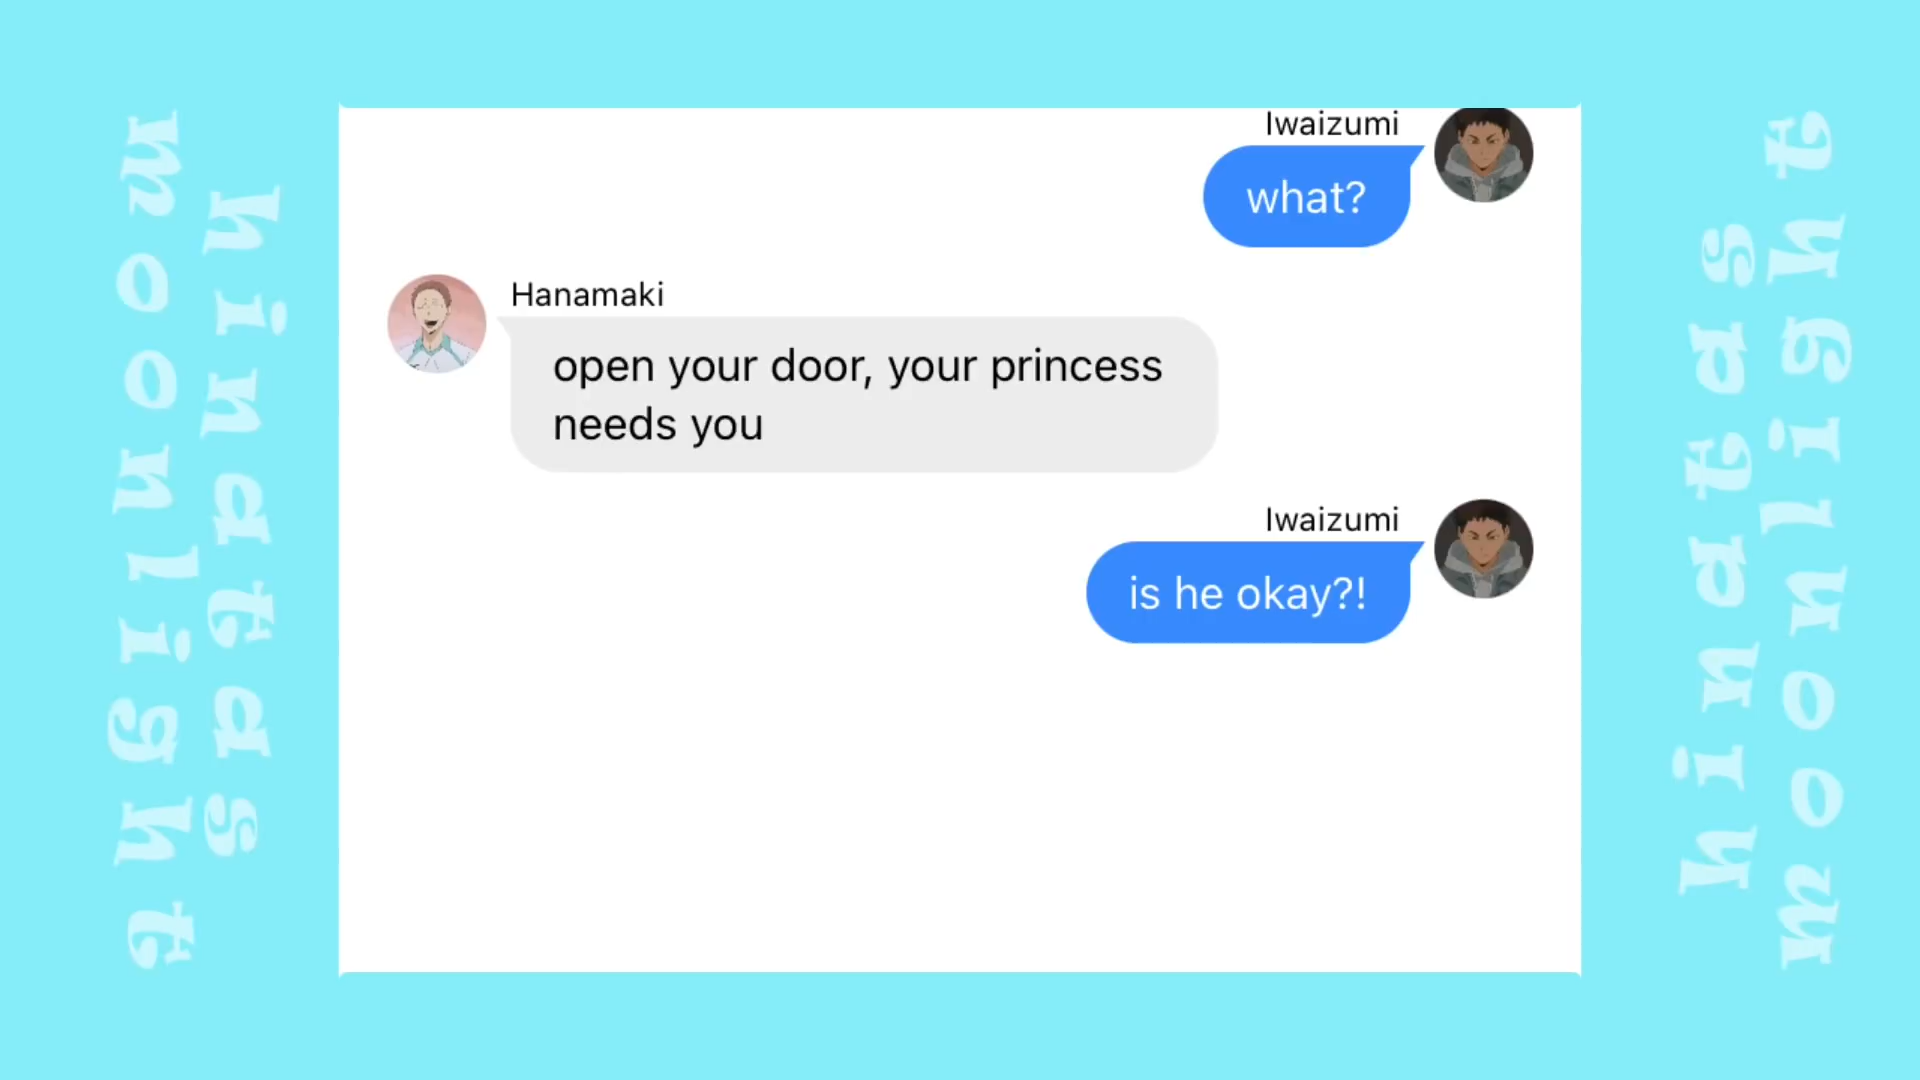 moonlight
hinatas
Iwaizumi
what?
Hanamaki
open your door, your princess
needs you
Iwaizumi
is he okay?!
hinatas
moonlight